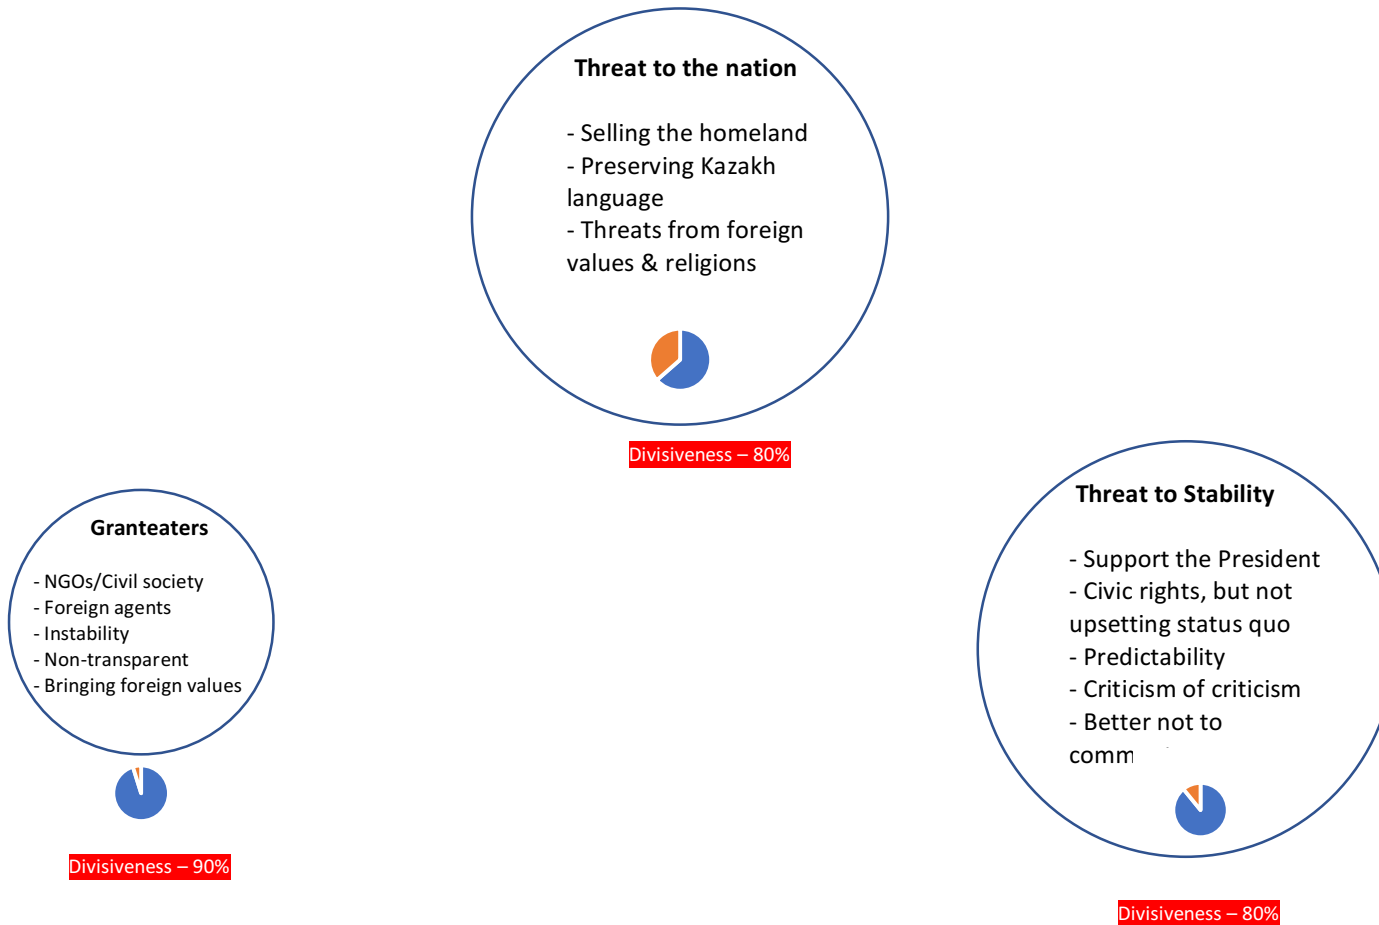 Threat to the nation
- Selling the homeland
- Preserving Kazakh
language
- Threats from foreign
values & religions
Divisiveness – 80%
Granteaters
- NGOs/Civil society
- Foreign agents
- Instability
- Non-transparent
- Bringing foreign values
Divisiveness – 90%
Threat to Stability
- Support the President
- Civic rights, but not
upsetting status quo
- Predictability
- Criticism of criticism
- Better not to
Divisiveness – 80%